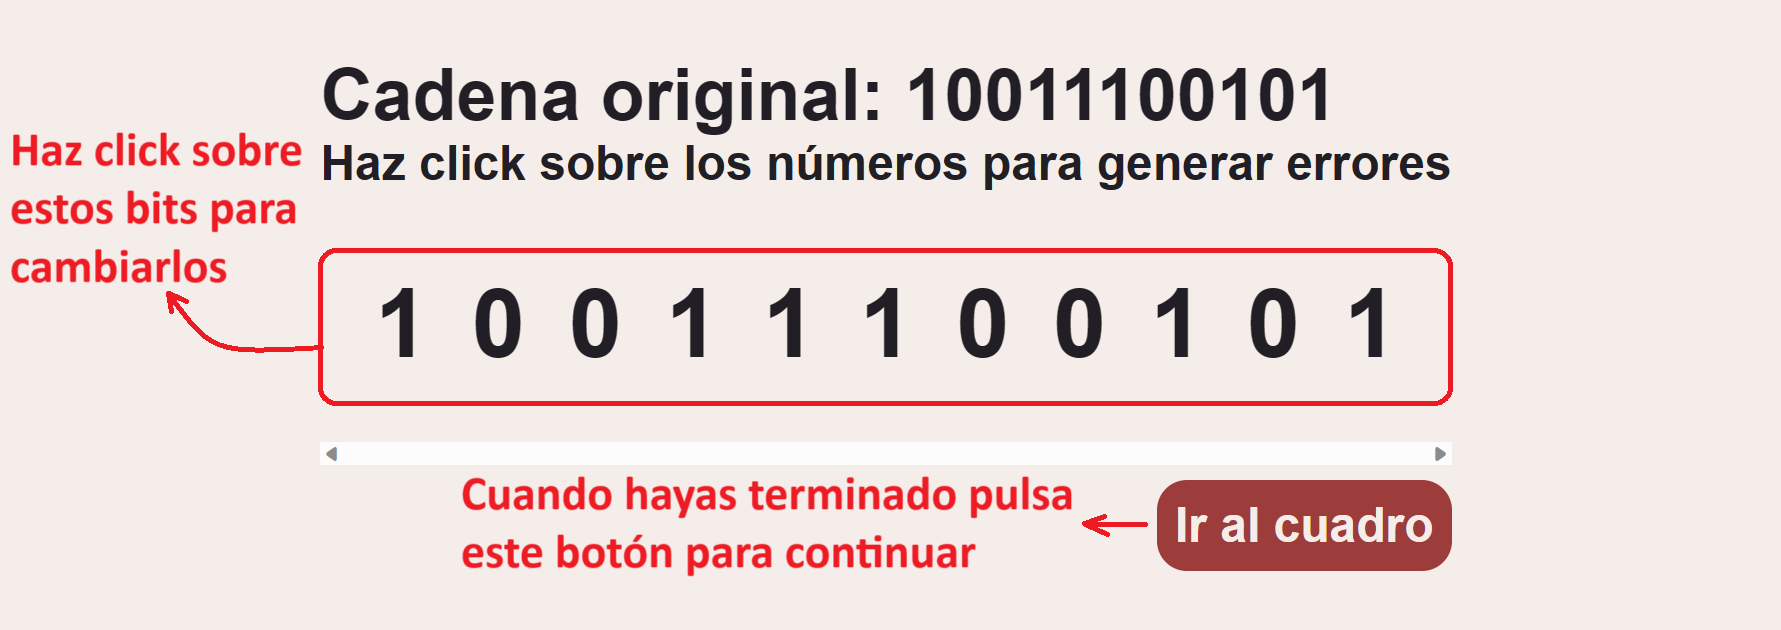 Cadena original: 10011100101
Haz click sobre los números para generar errores
Haz click sobre
estos bits para
cambiarlos
1 0 0 1 1 1 0 0 1 0 1
Cuando hayas terminado pulsa
este botón para continuar
Ir al cuadro